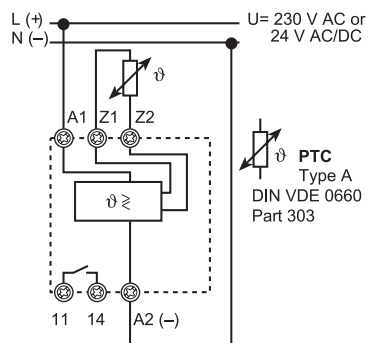 L (+)
U= 230 V AC or
N (–)
24 V AC/DC
ϑ
A1 Z1 Z2
ϑ PTC
Type A
DIN VDE 0660
Part 303
ϑ ≷
11 14 A2 (–)